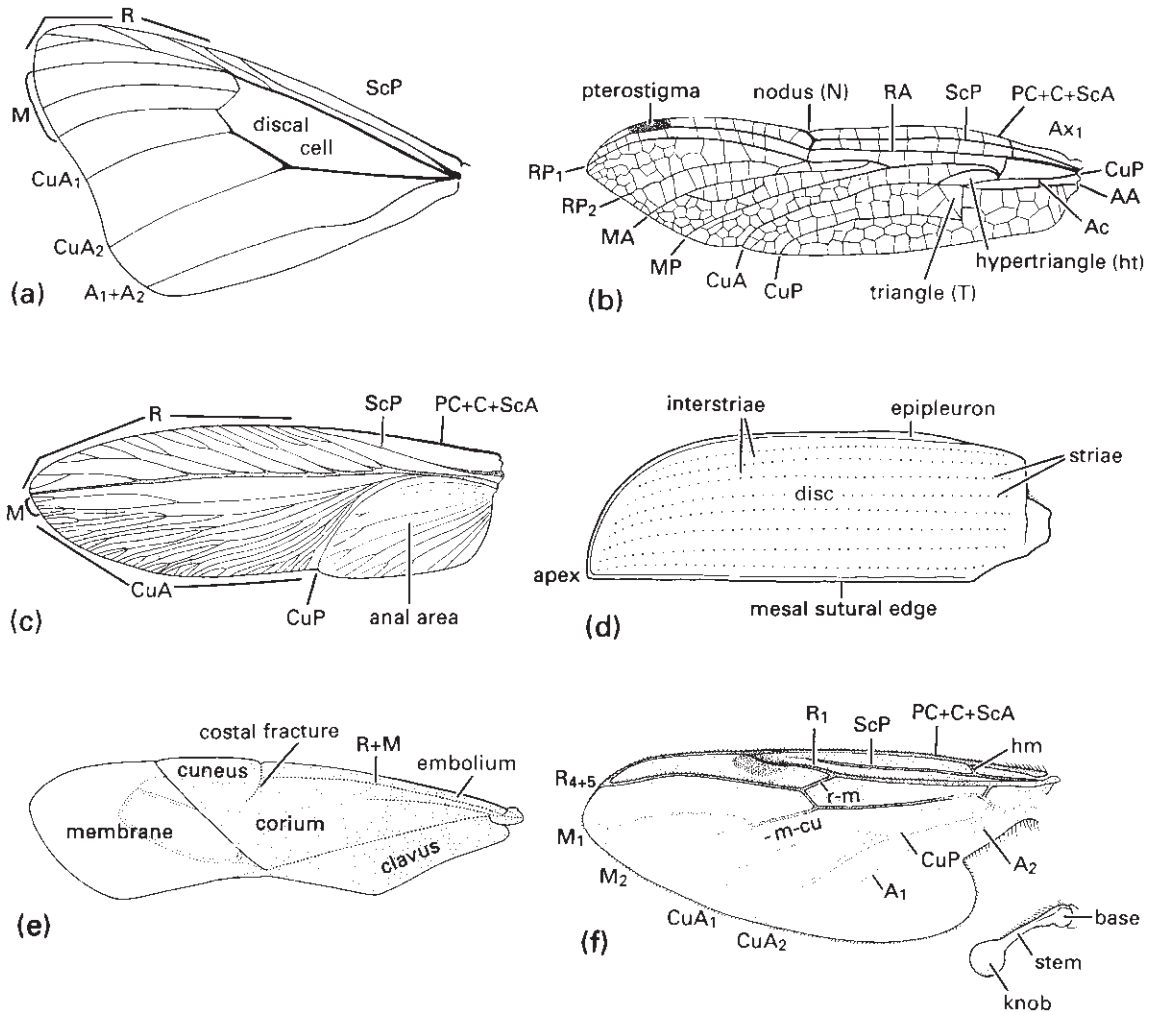 R
ScP
M
discal
cell
CuA1
CuA2
A1+A2
(a)
pterostigma
nodus (N)
RA
ScP
PC+C+ScA
Ax1
CuP
AA
Ac
RP1
RP2
MA
MP
CuA
CuP
hypertriangle (ht)
triangle (T)
(b)
R
ScP
PC+C+ScA
M
CuA
CuP
anal area
(c)
interstriae
epipleuron
striae
disc
apex
mesal sutural edge
(d)
costal fracture
R+M
embolium
cuneus
membrane
corium
clavus
(e)
R1
ScP
PC+C+ScA
hm
R4+5
r-m
M1
m-cu
CuP
A2
M2
A1
CuA1
CuA2
base
stem
knob
(f)